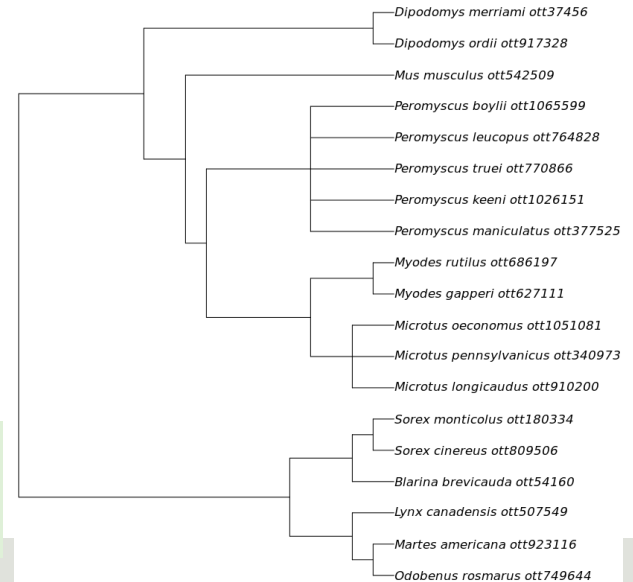 Dipodomys merriami ott37456
Dipodomys ordii ott917328
Mus musculus ott542509
Peromyscus boylii ott1065599
Peromyscus leucopus ott764828
Peromyscus truei ott770866
Peromyscus keeni ott1026151
Peromyscus maniculatus ott377525
Myodes rutilus ott686197
Myodes gapperi ott627111
Microtus oeconomus ott1051081
Microtus pennsylvanicus ott340973
Microtus longicaudus ott910200
Sorex monticolus ott180334
Sorex cinereus ott809506
Blarina brevicauda ott54160
Lynx canadensis ott507549
Martes americana ott923116
Odobenus rosmarus ott749644